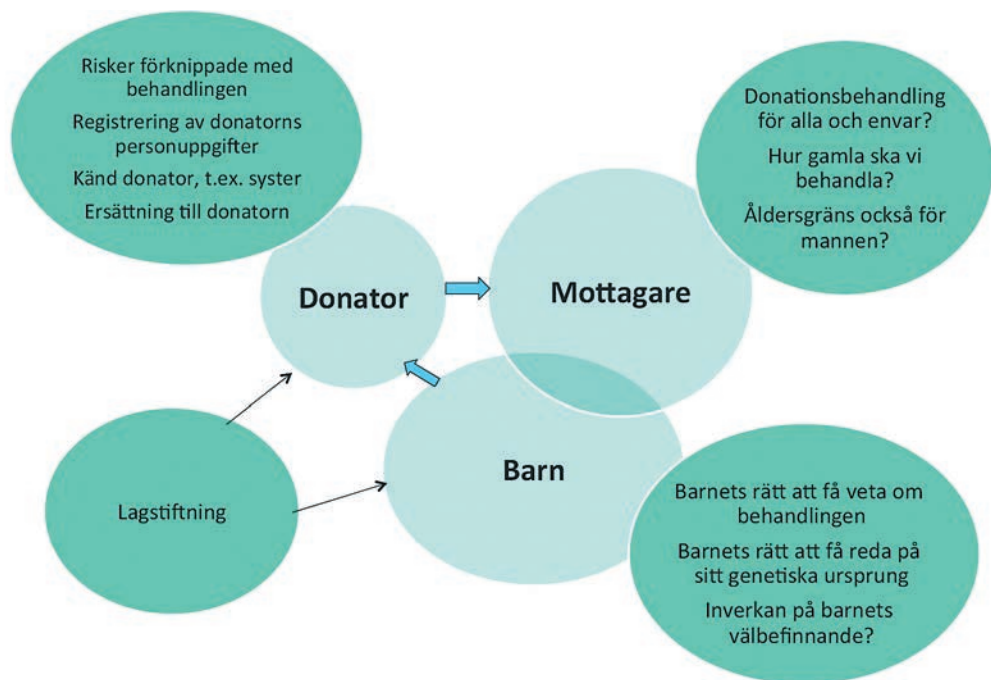 Risker förknippade med
behandlingen
Registrering av donatorns
personuppgifter
Känd donator, t.ex. syster
Ersättning till donatorn
Donationsbehandling
för alla och envar?
Hur gamla ska vi
behandla?
Åldersgräns också för
mannen?
Donator
Mottagare
Barn
Lagstiftning
Barnets rätt att få veta om
behandlingen
Barnets rätt att få reda på
sitt genetiska ursprung
Inverkan på barnets
välbefinnande?